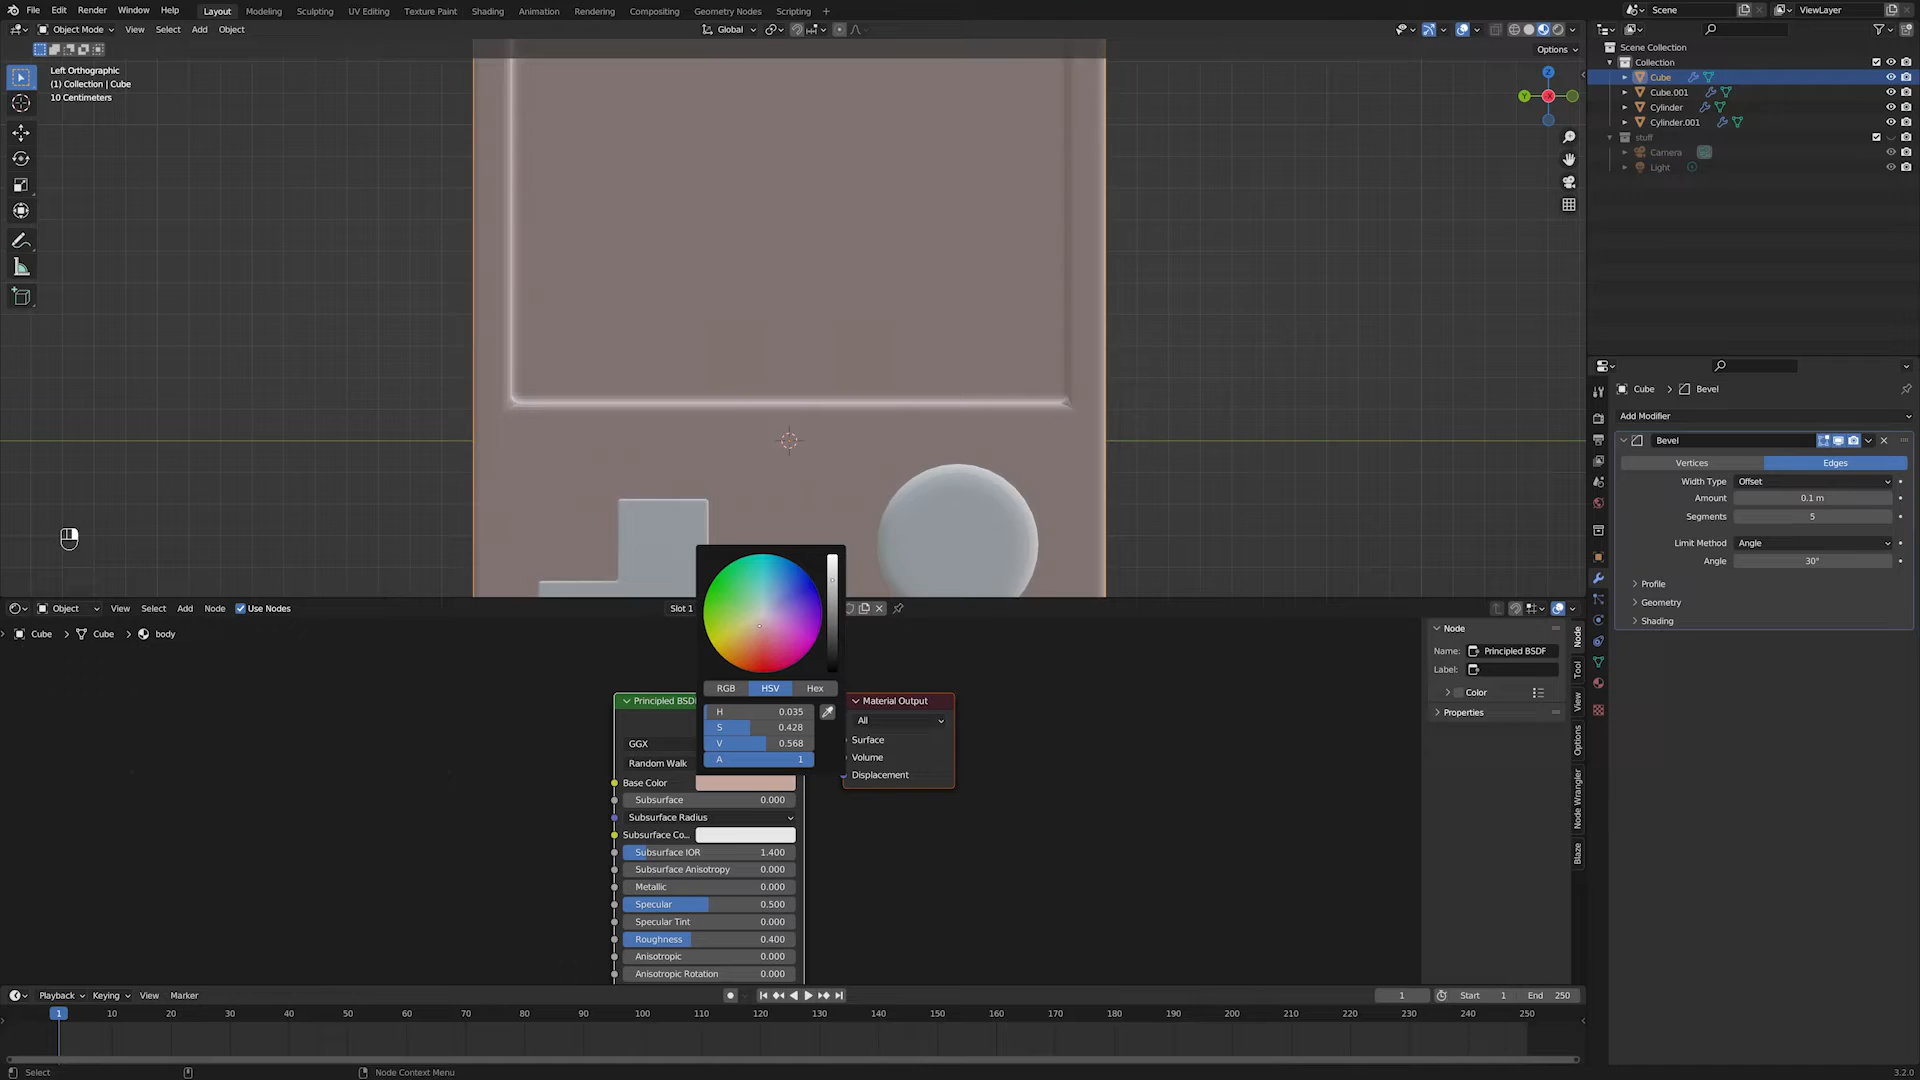 File Edit Render Window Help Layout Modeling Sculpting UV Editing Texture Paint Shading Animation Rendering Compositing Geometry Nodes Scripting + Scene ViewLayer
Object Mode View Select Add Object Global
Options
Left Orthographic
(1) Collection | Cube
10 Centimeters
Z
Y
X
Scene Collection
Collection
Cube
Cube.001
Cylinder
Cylinder.001
stuff
Camera
Light
Cube > Bevel
Add Modifier
Bevel
Vertices Edges
Width Type Offset
Amount 0.1 m
Segments 5
Limit Method Angle
Angle 30°
Profile
Geometry
Shading
Object View Select Add Node Use Nodes Slot 1
Cube > Cube > body
RGB HSV Hex
H 0.035
S 0.428
V 0.568
A 1
Principled BSD
GGX
Random Walk
Base Color
Subsurface 0.000
Subsurface Radius
Subsurface Co...
Subsurface IOR 1.400
Subsurface Anisotropy 0.000
Metallic 0.000
Specular 0.500
Specular Tint 0.000
Roughness 0.400
Anisotropic 0.000
Anisotropic Rotation 0.000
Material Output
All
Surface
Volume
Displacement
Node
Name: Principled BSDF
Label:
Color
Properties
Node
Tool
View
Options
Node Wrangler
Blaze
Playback Keying View Marker 1 Start 1 End 250
1 10 20 30 40 50 60 70 80 90 100 110 120 130 140 150 160 170 180 190 200 210 220 230 240 250
Select Node Context Menu 3.2.0